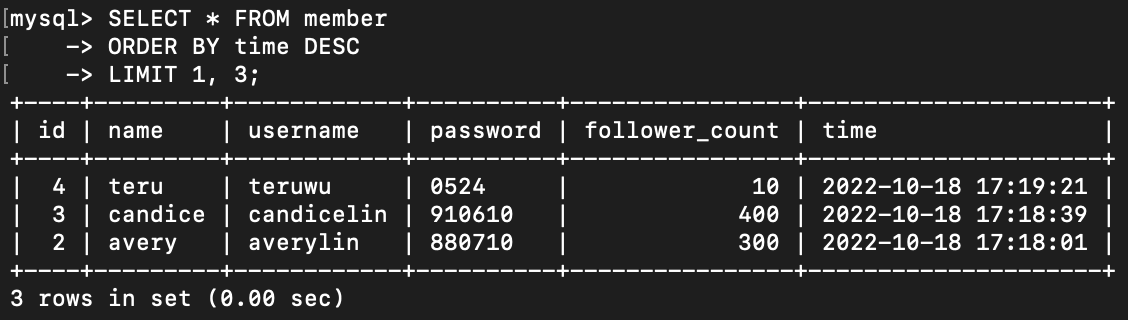 mysql> SELECT * FROM member
    -> ORDER BY time DESC
    -> LIMIT 1, 3;
+----+---------+------------+----------+----------------+---------------------+
| id | name    | username   | password | follower_count | time                |
+----+---------+------------+----------+----------------+---------------------+
|  4 | teru    | teruwu     | 0524     |             10 | 2022-10-18 17:19:21 |
|  3 | candice | candicelin | 910610   |            400 | 2022-10-18 17:18:39 |
|  2 | avery   | averylin   | 880710   |            300 | 2022-10-18 17:18:01 |
+----+---------+------------+----------+----------------+---------------------+
3 rows in set (0.00 sec)